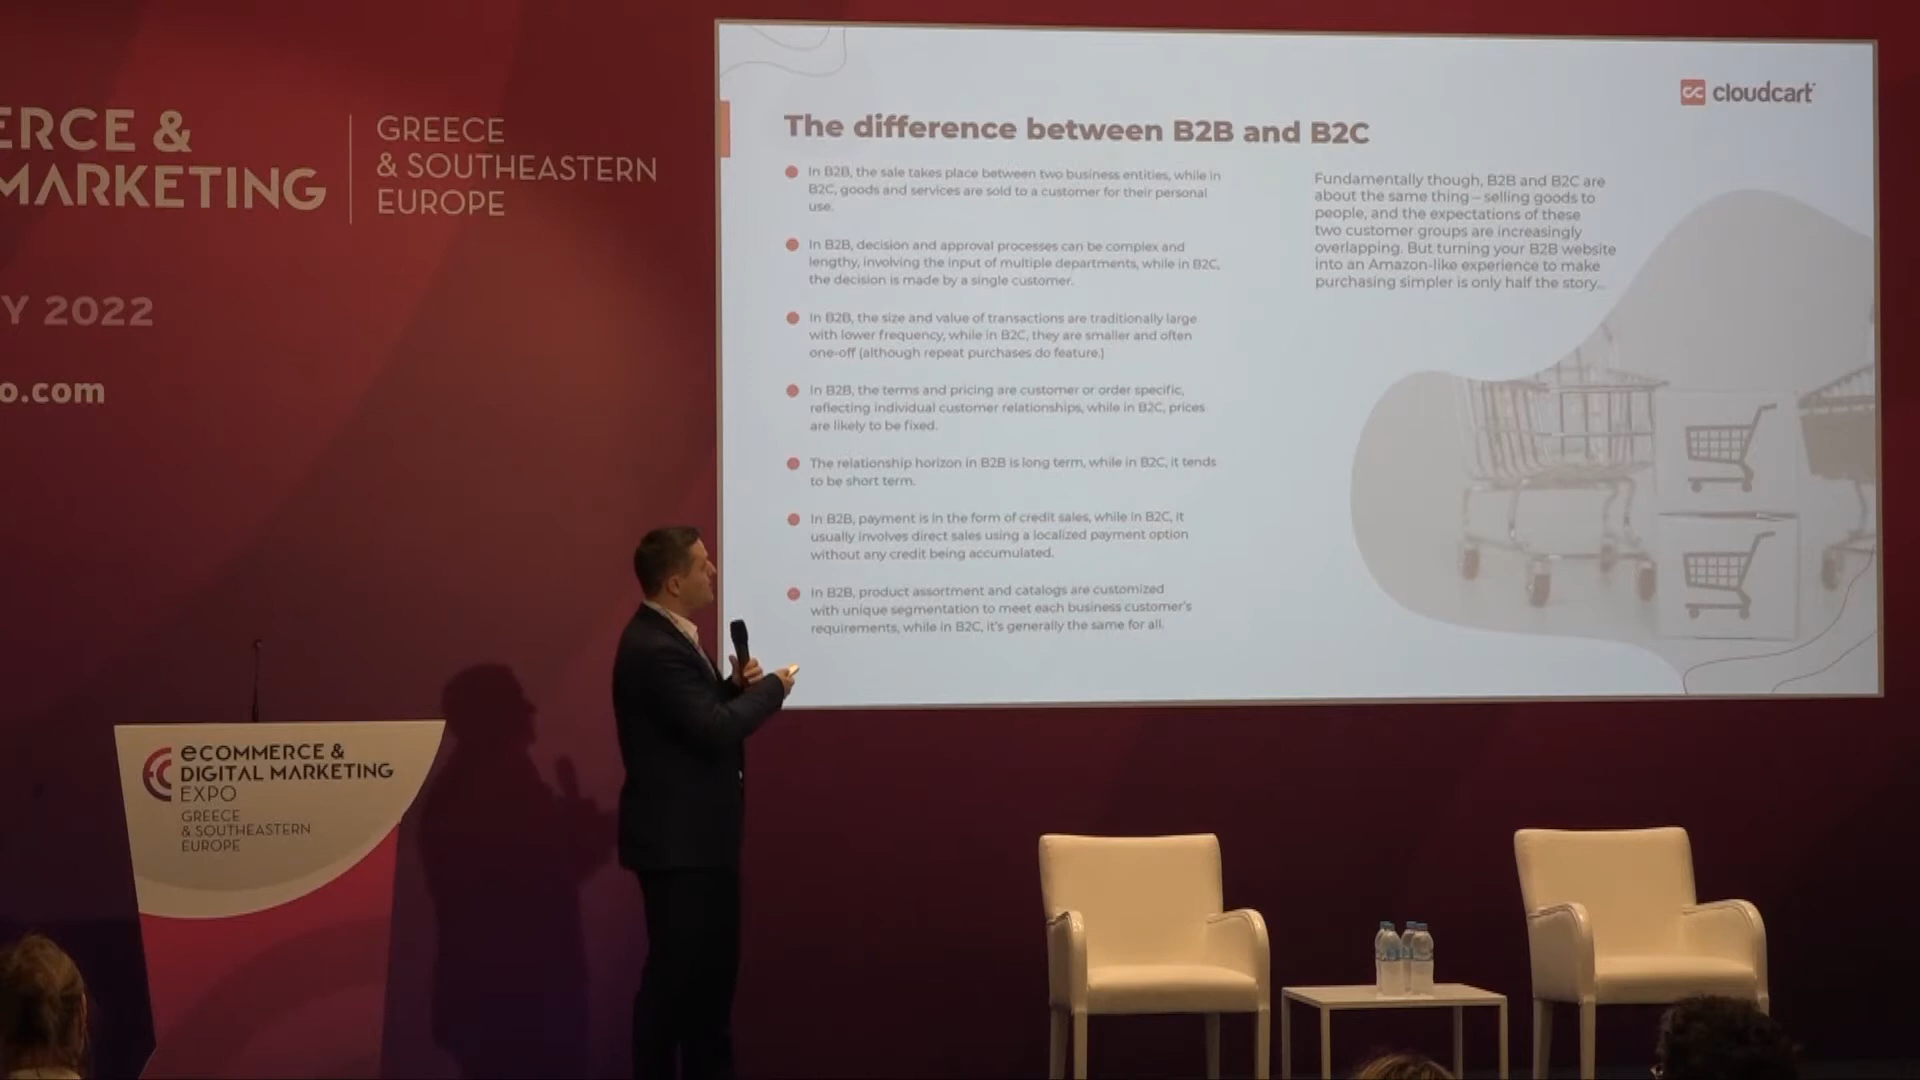 ERCE &
MARKETING
GREECE
& SOUTHEASTERN
EUROPE
Y 2022
o.com
cloudcart
The difference between B2B and B2C
In B2B, the sale takes place between two business entities, while in
B2C, goods and services are sold to a customer for their personal
use.
In B2B, decision and approval processes can be complex and
lengthy, involving the input of multiple departments, while in B2C,
the decision is made by a single customer.
In B2B, the size and value of transactions are traditionally large
with lower frequency, while in B2C, they are smaller and often
one-off (although repeat purchases do feature.)
In B2B, the terms and pricing are customer or order specific,
reflecting individual customer relationships, while in B2C, prices
are likely to be fixed.
The relationship horizon in B2B is long term, while in B2C, it tends
to be short term.
In B2B, payment is in the form of credit sales, while in B2C, it
usually involves direct sales using a localized payment option
without any credit being accumulated.
In B2B, product assortment and catalogs are customized
with unique segmentation to meet each business customer's
requirements, while in B2C, it's generally the same for all.
Fundamentally though, B2B and B2C are
about the same thing – selling goods to
people, and the expectations of these
two customer groups are increasingly
overlapping. But turning your B2B website
into an Amazon-like experience to make
purchasing simpler is only half the story...
eCOMMERCE &
DIGITAL MARKETING
EXPO
GREECE
& SOUTHEASTERN
EUROPE